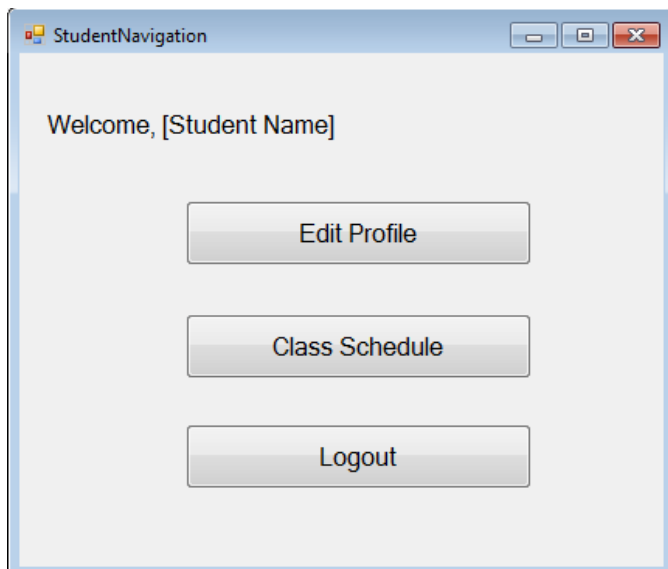 StudentNavigation
Welcome, [Student Name]
Edit Profile
Class Schedule
Logout